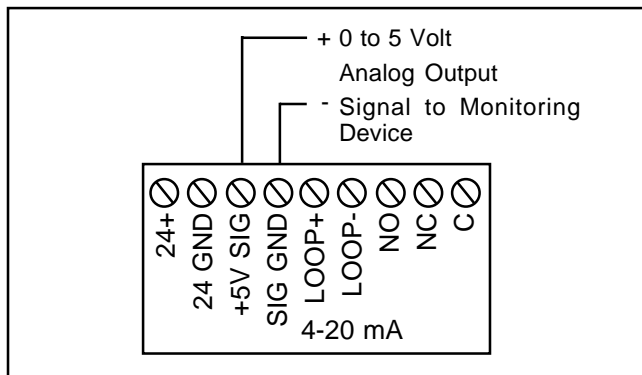 + 0 to 5 Volt
Analog Output
- Signal to Monitoring
Device
24+
24 GND
+5V SIG
SIG GND
LOOP+
LOOP-
NO
NC
C
4-20 mA